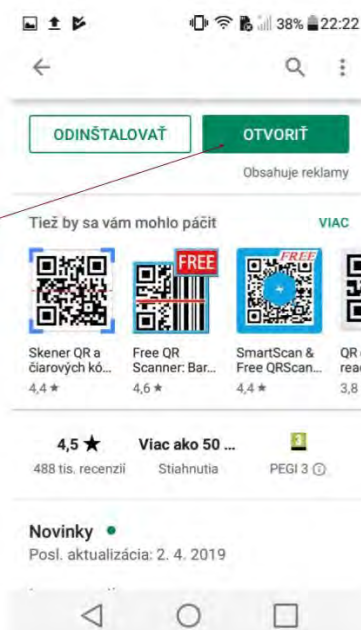 38% 22:22
ODINŠTALOVAŤ OTVORIŤ
Obsahuje reklamy
Tiež by sa vám mohlo páčiť VIAC
FREE
FREE
Skener QR a
čiarových kó...
4,4 ★
Free QR
Scanner: Bar...
4,6 ★
SmartScan &
Free QRScan...
4,4 ★
QR
3,8
4,5 ★ Viac ako 50 ... 3
488 tis. recenzií Stiahnutia PEGI 3
Novinky
Posl. aktualizácia: 2. 4. 2019